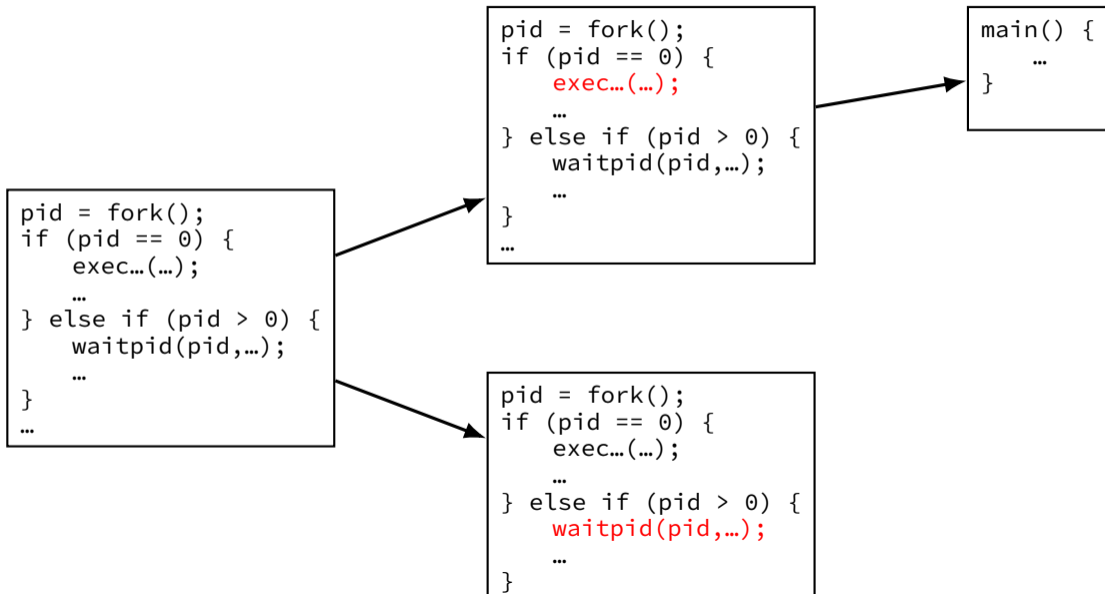 pid = fork();
if (pid == 0) {
    exec…(…);
    …
} else if (pid > 0) {
    waitpid(pid,…);
    …
}
…
pid = fork();
if (pid == 0) {
    exec…(…);
    …
} else if (pid > 0) {
    waitpid(pid,…);
    …
}
…
main() {
    …
}
pid = fork();
if (pid == 0) {
    exec…(…);
    …
} else if (pid > 0) {
    waitpid(pid,…);
    …
}